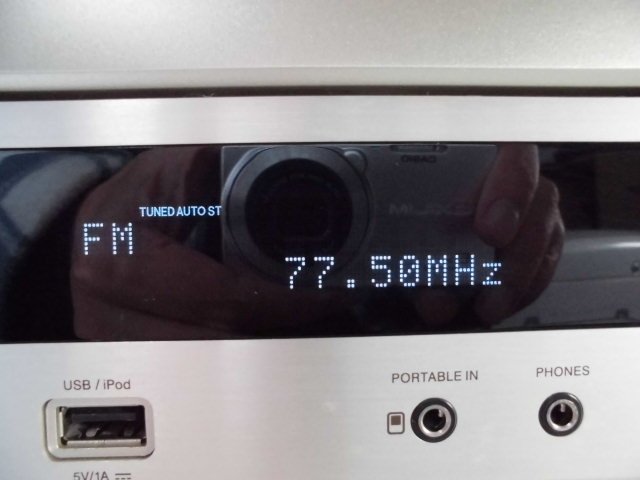 TUNED AUTO ST
FM
77.50MHz
USB / iPod
PORTABLE IN
PHONES
5V/1A